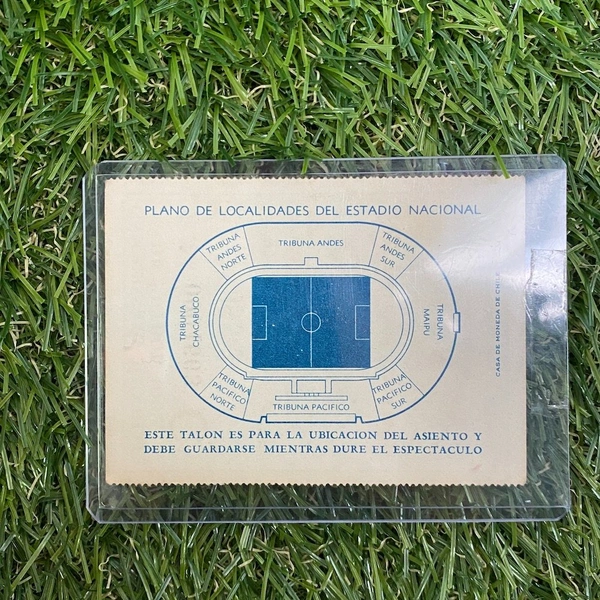 PLANO DE LOCALIDADES DEL ESTADIO NACIONAL
TRIBUNA
ANDES
NORTE
TRIBUNA ANDES
TRIBUNA
ANDES
SUR
TRIBUNA
CHACABUCO
TRIBUNA
MAIPU
CASA DE MONEDA DE CHILE
TRIBUNA
PACIFICO
NORTE
TRIBUNA PACIFICO
TRIBUNA
PACIFICO
SUR
ESTE TALON ES PARA LA UBICACION DEL ASIENTO Y
DEBE GUARDARSE MIENTRAS DURE EL ESPECTACULO